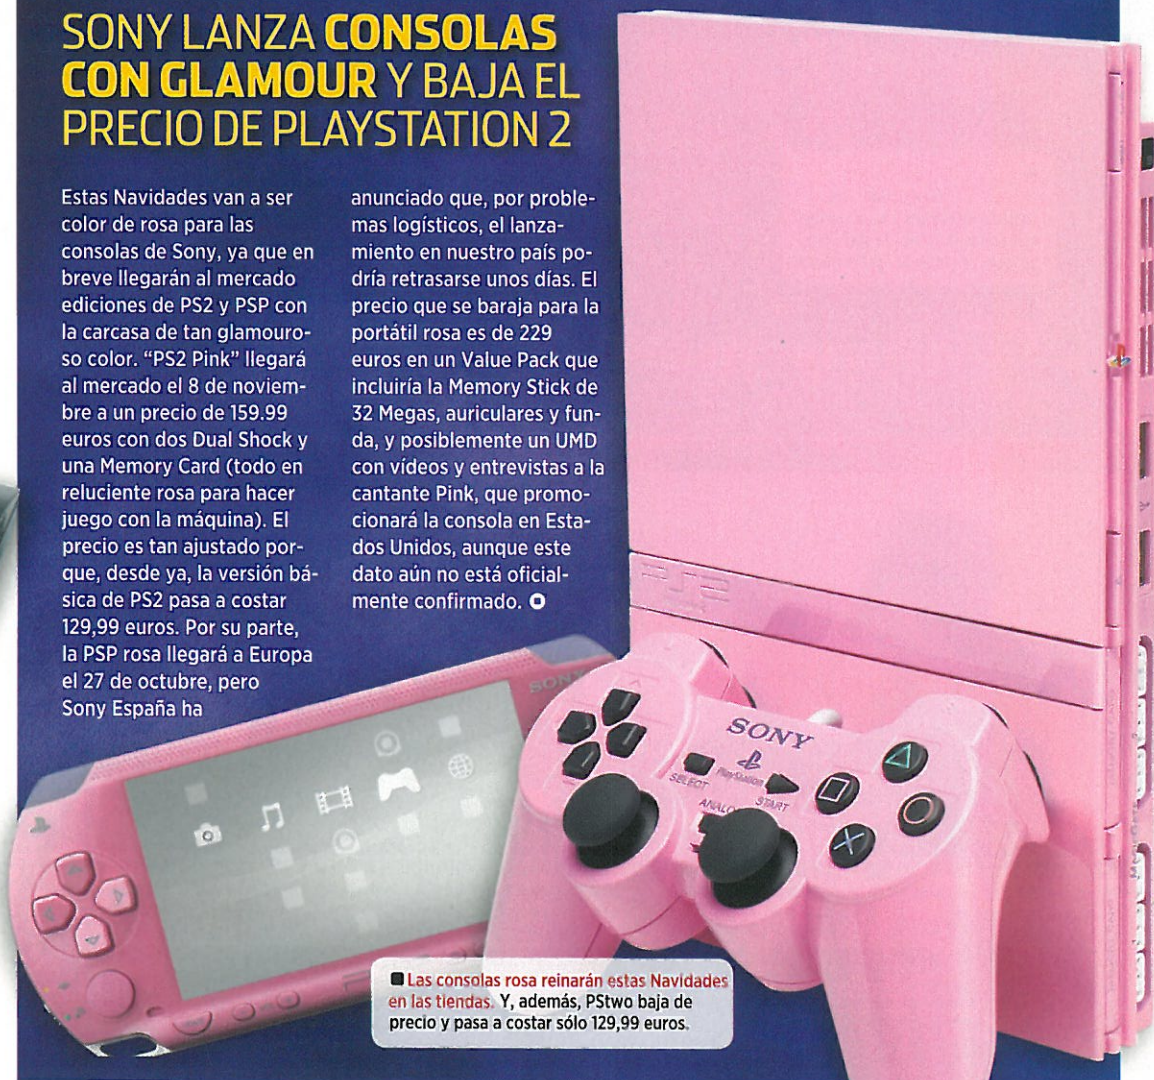 SONY LANZA CONSOLAS
CON GLAMOUR Y BAJA EL
PRECIO DE PLAYSTATION 2
Estas Navidades van a ser
color de rosa para las
consolas de Sony, ya que en
breve llegarán al mercado
ediciones de PS2 y PSP con
la carcasa de tan glamouro-
so color. “PS2 Pink” llegará
al mercado el 8 de noviem-
bre a un precio de 159.99
euros con dos Dual Shock y
una Memory Card (todo en
reluciente rosa para hacer
juego con la máquina). El
precio es tan ajustado por-
que, desde ya, la versión bá-
sica de PS2 pasa a costar
129,99 euros. Por su parte,
la PSP rosa llegará a Europa
el 27 de octubre, pero
Sony España ha
anunciado que, por proble-
mas logísticos, el lanza-
miento en nuestro país po-
dría retrasarse unos días. El
precio que se baraja para la
portátil rosa es de 229
euros en un Value Pack que
incluiría la Memory Stick de
32 Megas, auriculares y fun-
da, y posiblemente un UMD
con vídeos y entrevistas a la
cantante Pink, que promo-
cionará la consola en Esta-
dos Unidos, aunque este
dato aún no está oficial-
mente confirmado.
PS2
SONY
SONY
PlayStation
SELECT
START
ANALO
■ Las consolas rosa reinarán estas Navidades
en las tiendas. Y, además, PStwo baja de
precio y pasa a costar sólo 129,99 euros.